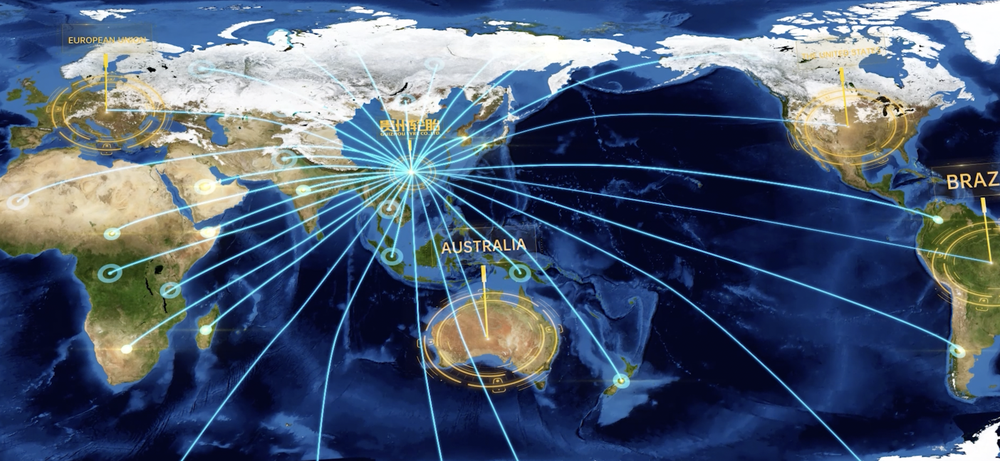 EUROPEAN UNION
THE UNITED STATES
贵州轮胎
GUIZHOU TYRE CO.,LTD.
BRAZ
AUSTRALIA